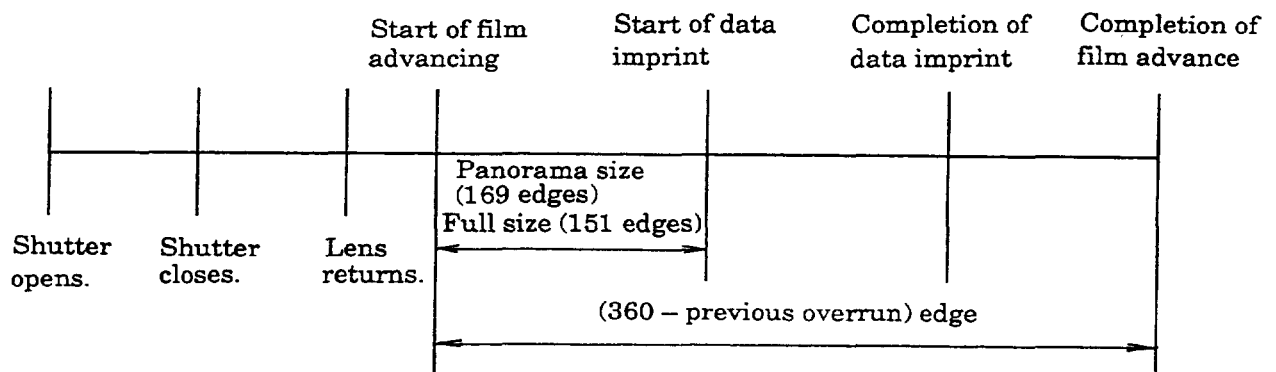 Start of film
advancing
Start of data
imprint
Completion of
data imprint
Completion of
film advance
Panorama size
(169 edges)
Full size (151 edges)
Shutter
opens.
Shutter
closes.
Lens
returns.
(360 – previous overrun) edge